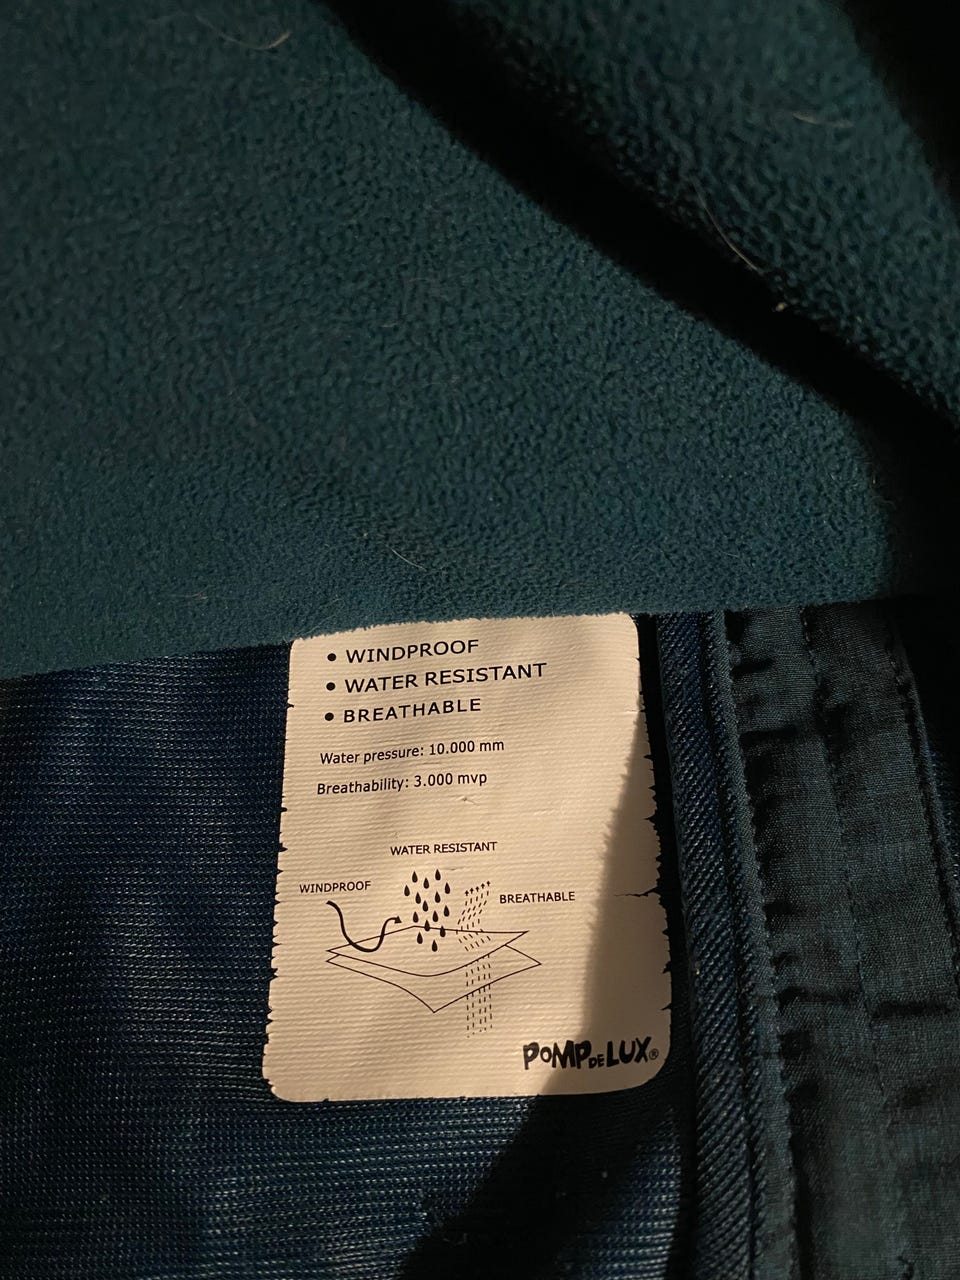 • WINDPROOF
• WATER RESISTANT
• BREATHABLE
Water pressure: 10.000 mm
Breathability: 3.000 mvp
WATER RESISTANT
WINDPROOF
BREATHABLE
POMPDELUX®